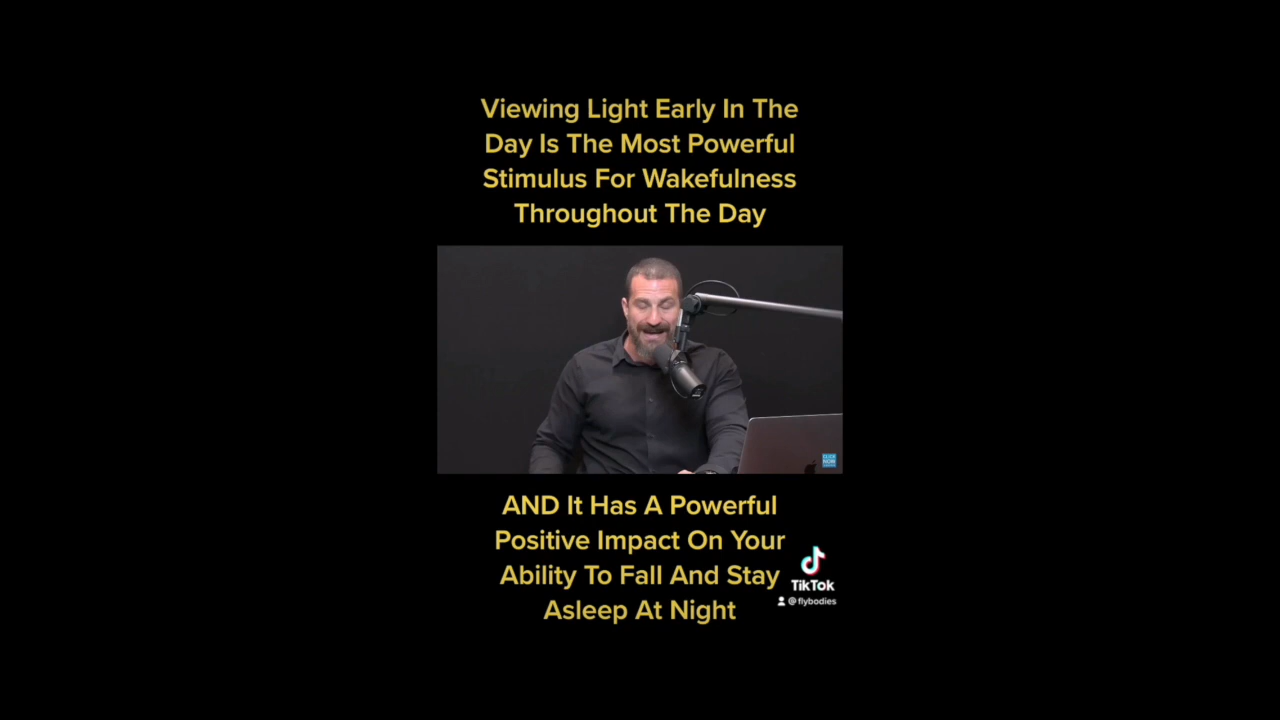 Viewing Light Early In The
Day Is The Most Powerful
Stimulus For Wakefulness
Throughout The Day
AND It Has A Powerful
Positive Impact On Your
Ability To Fall And Stay
Asleep At Night
TikTok
@flybodies